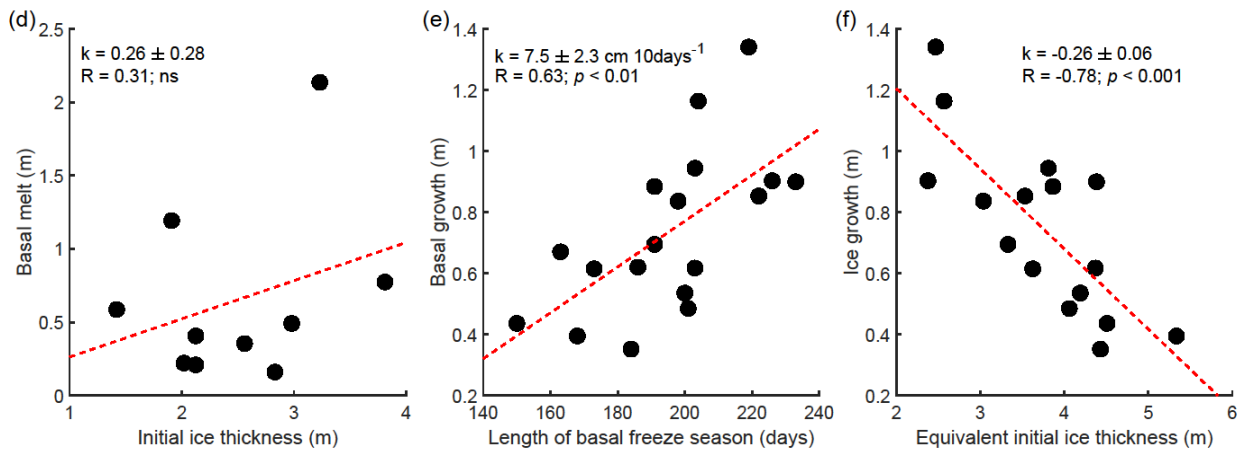 (d)
2.5
2
1.5
1
0.5
0
Basal melt (m)
k = 0.26 ± 0.28
R = 0.31; ns
1 2 3 4
Initial ice thickness (m)
(e)
1.4
1.2
1
0.8
0.6
0.4
0.2
Basal growth (m)
k = 7.5 ± 2.3 cm 10days⁻¹
R = 0.63; p < 0.01
140 160 180 200 220 240
Length of basal freeze season (days)
(f)
1.4
1.2
1
0.8
0.6
0.4
0.2
Ice growth (m)
k = -0.26 ± 0.06
R = -0.78; p < 0.001
2 3 4 5 6
Equivalent initial ice thickness (m)